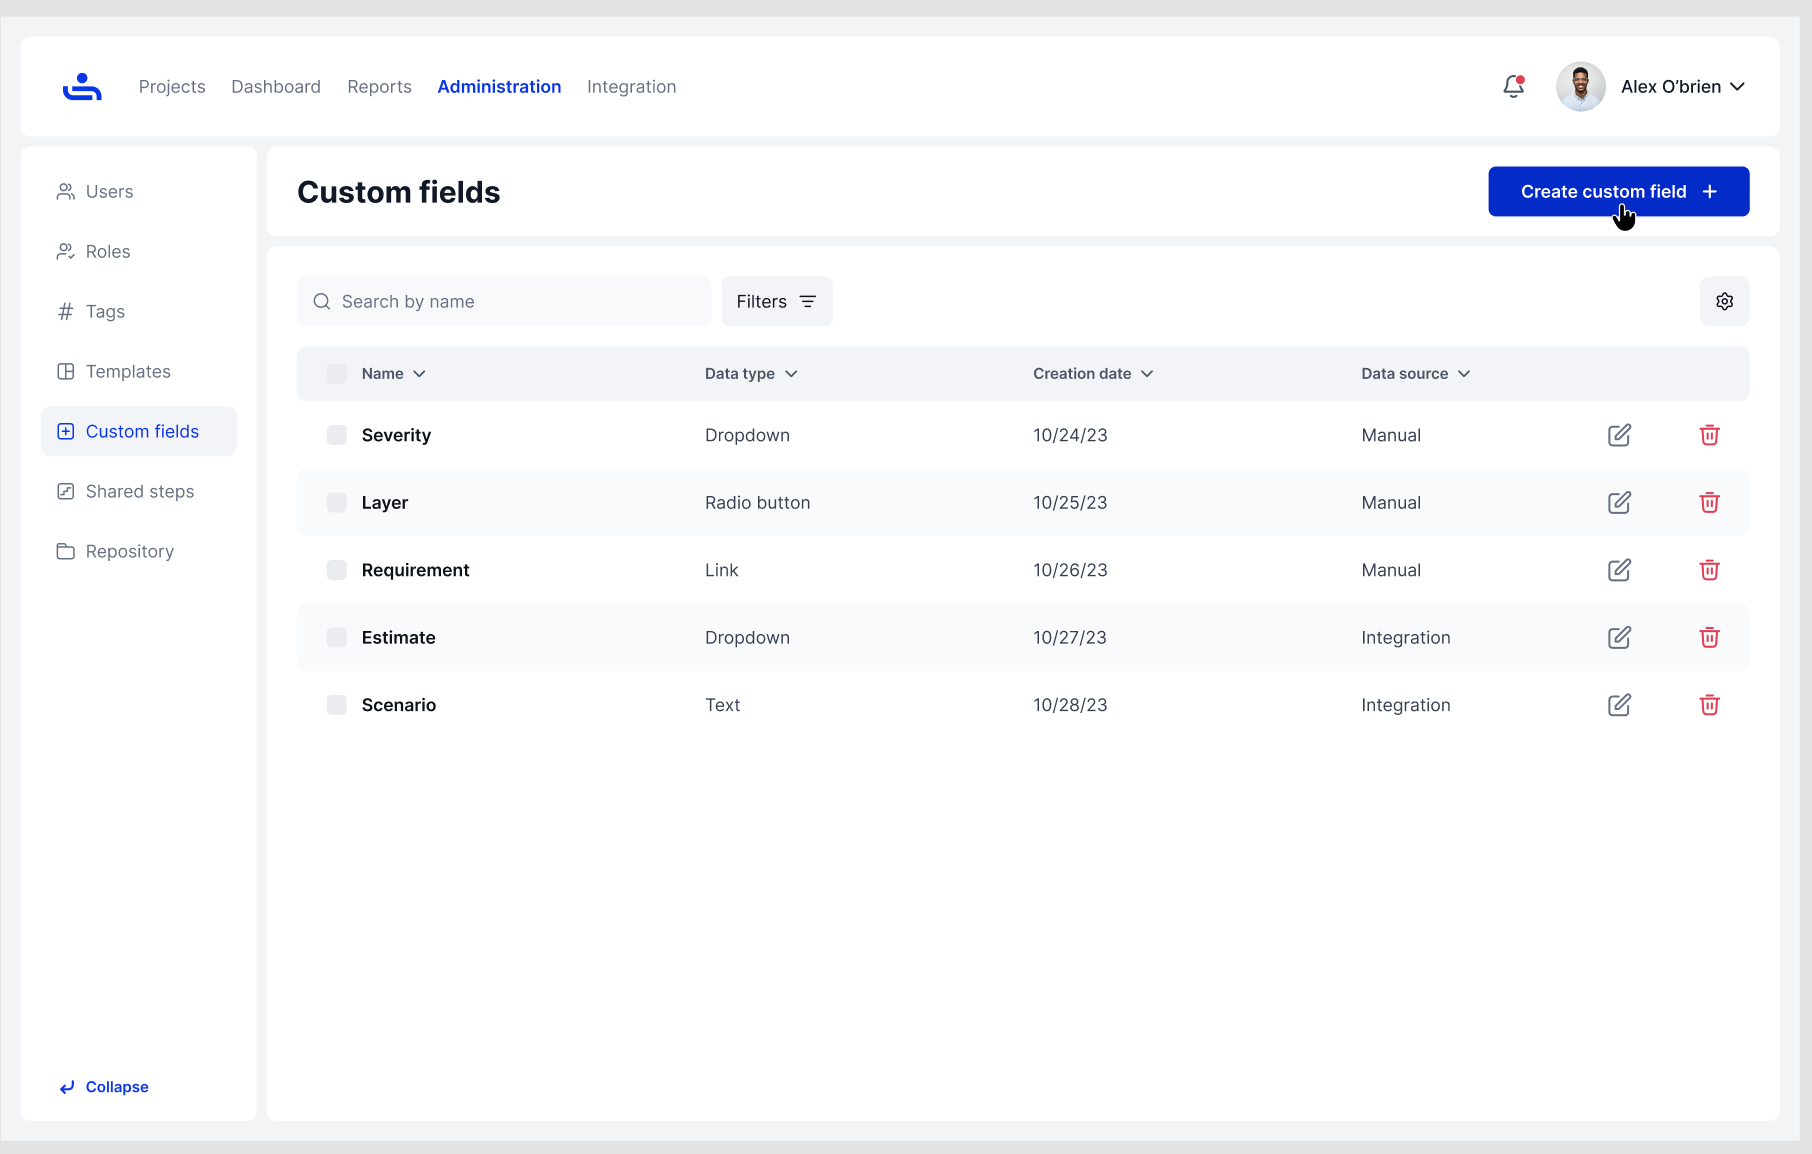 Projects Dashboard Reports Administration Integration
Alex O’brien
Users
Roles
Tags
Templates
Custom fields
Shared steps
Repository
Collapse
Custom fields
Create custom field
Search by name
Filters
Name Data type Creation date Data source
Severity Dropdown 10/24/23 Manual
Layer Radio button 10/25/23 Manual
Requirement Link 10/26/23 Manual
Estimate Dropdown 10/27/23 Integration
Scenario Text 10/28/23 Integration